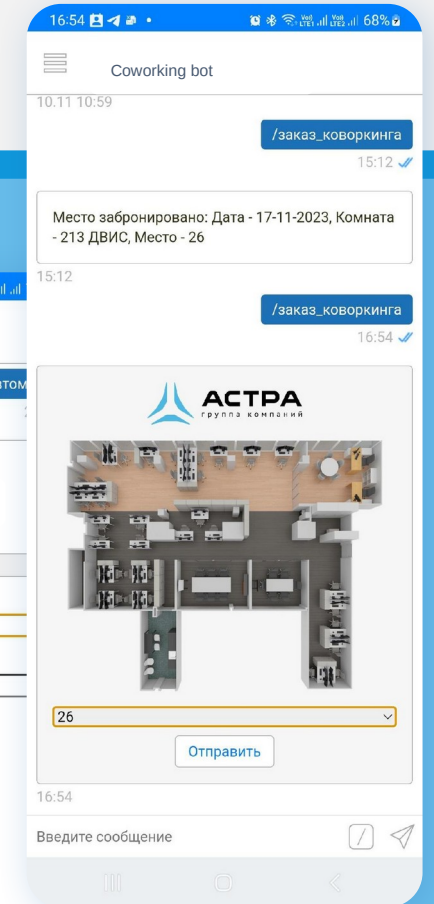 16:54 68%
Coworking bot
10.11 10:59
/заказ_коворкинга
15:12
Место забронировано: Дата - 17-11-2023, Комната
- 213 ДВИС, Место - 26
15:12
/заказ_коворкинга
16:54
АСТРА
группа компаний
26
Отправить
16:54
Введите сообщение